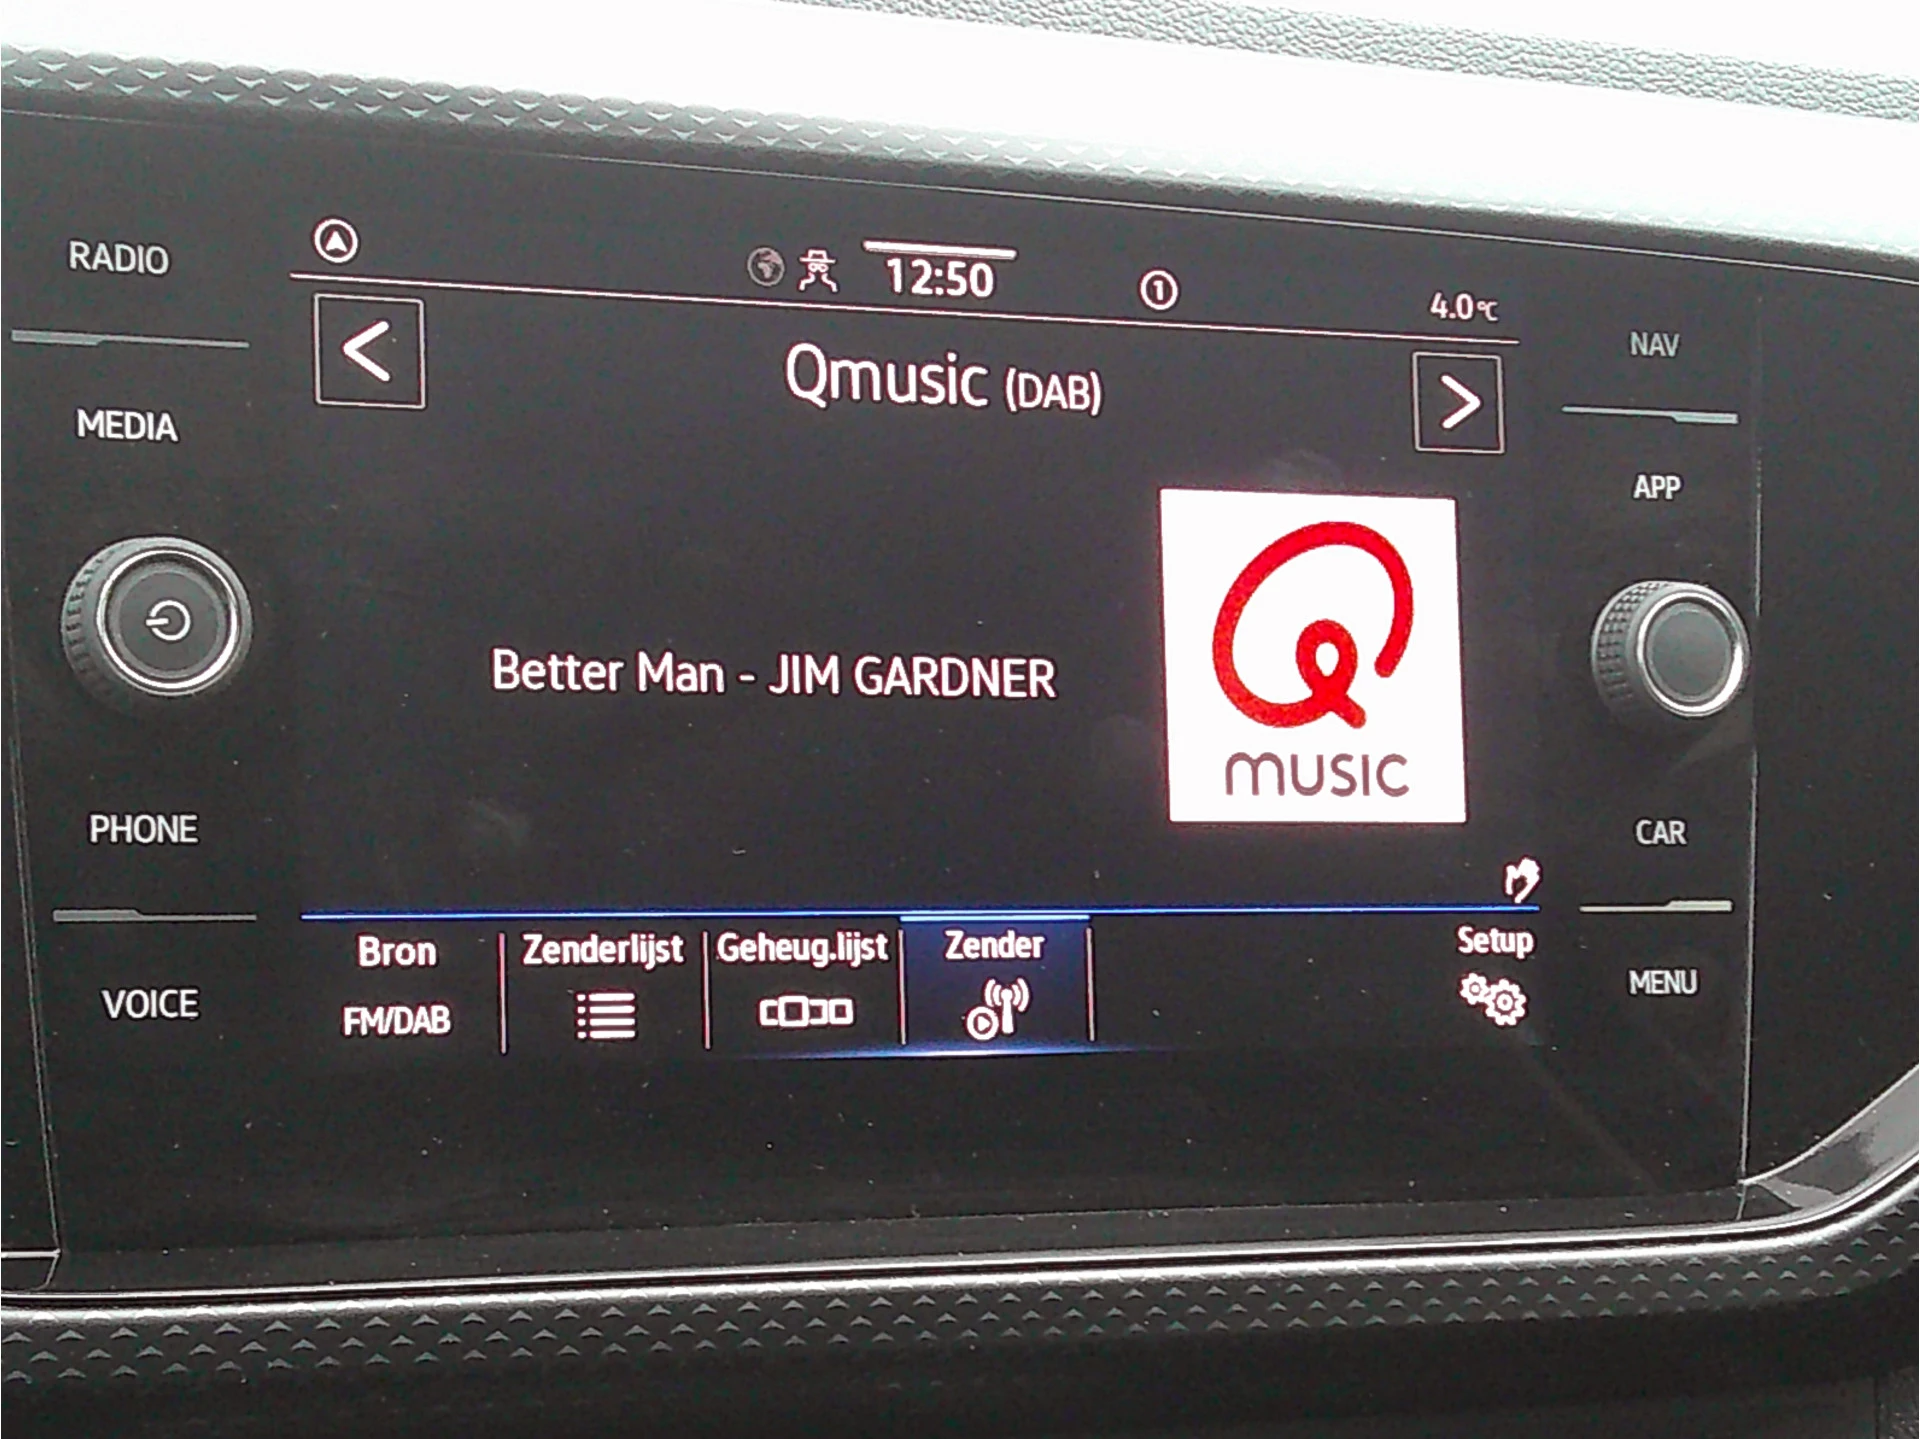 RADIO
MEDIA
PHONE
VOICE
12:50
1
4.0°C
Qmusic (DAB)
Better Man - JIM GARDNER
Q
music
Bron
FM/DAB
Zenderlijst
Geheug.lijst
Zender
Setup
NAV
APP
CAR
MENU